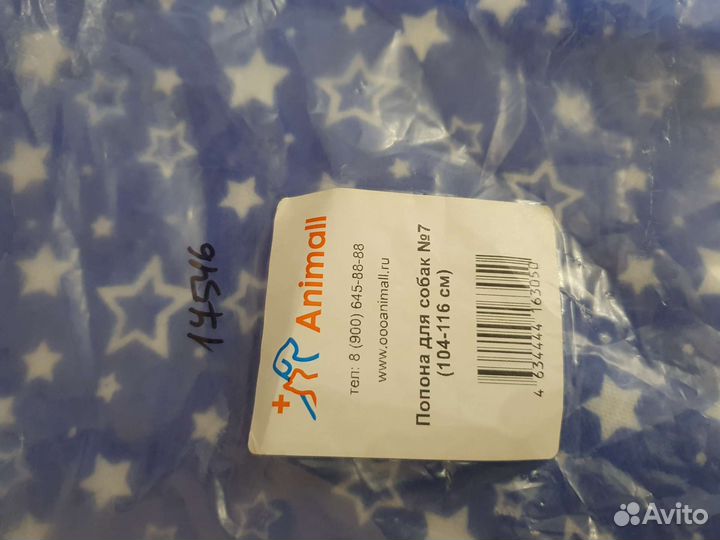 17546
Animall
тел: 8 (900) 645-88-88
www.oooanimall.ru
Попона для собак №7
(104-116 см)
4 634444 163050
Avito